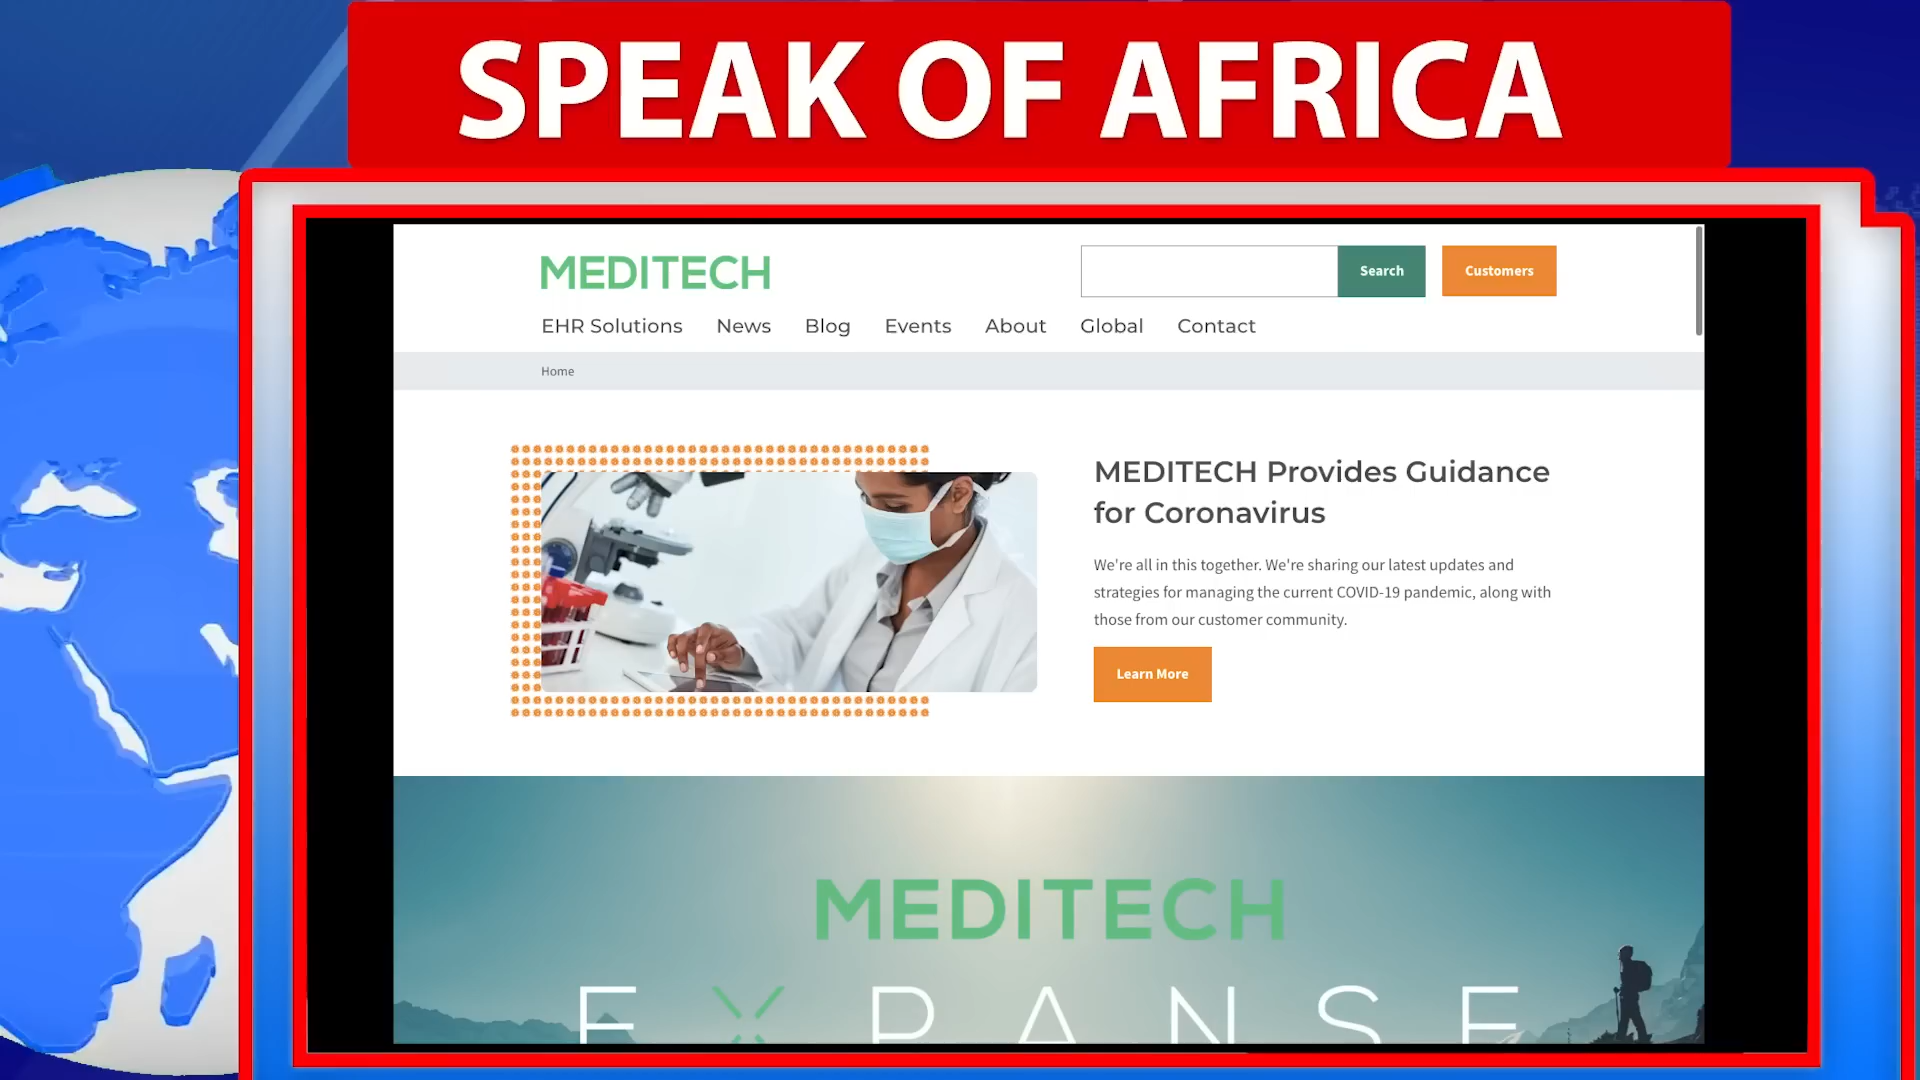 SPEAK OF AFRICA
MEDITECH
Search
Customers
EHR Solutions News Blog Events About Global Contact
Home
MEDITECH Provides Guidance
for Coronavirus
We're all in this together. We're sharing our latest updates and
strategies for managing the current COVID-19 pandemic, along with
those from our customer community.
Learn More
MEDITECH
EXPANSE